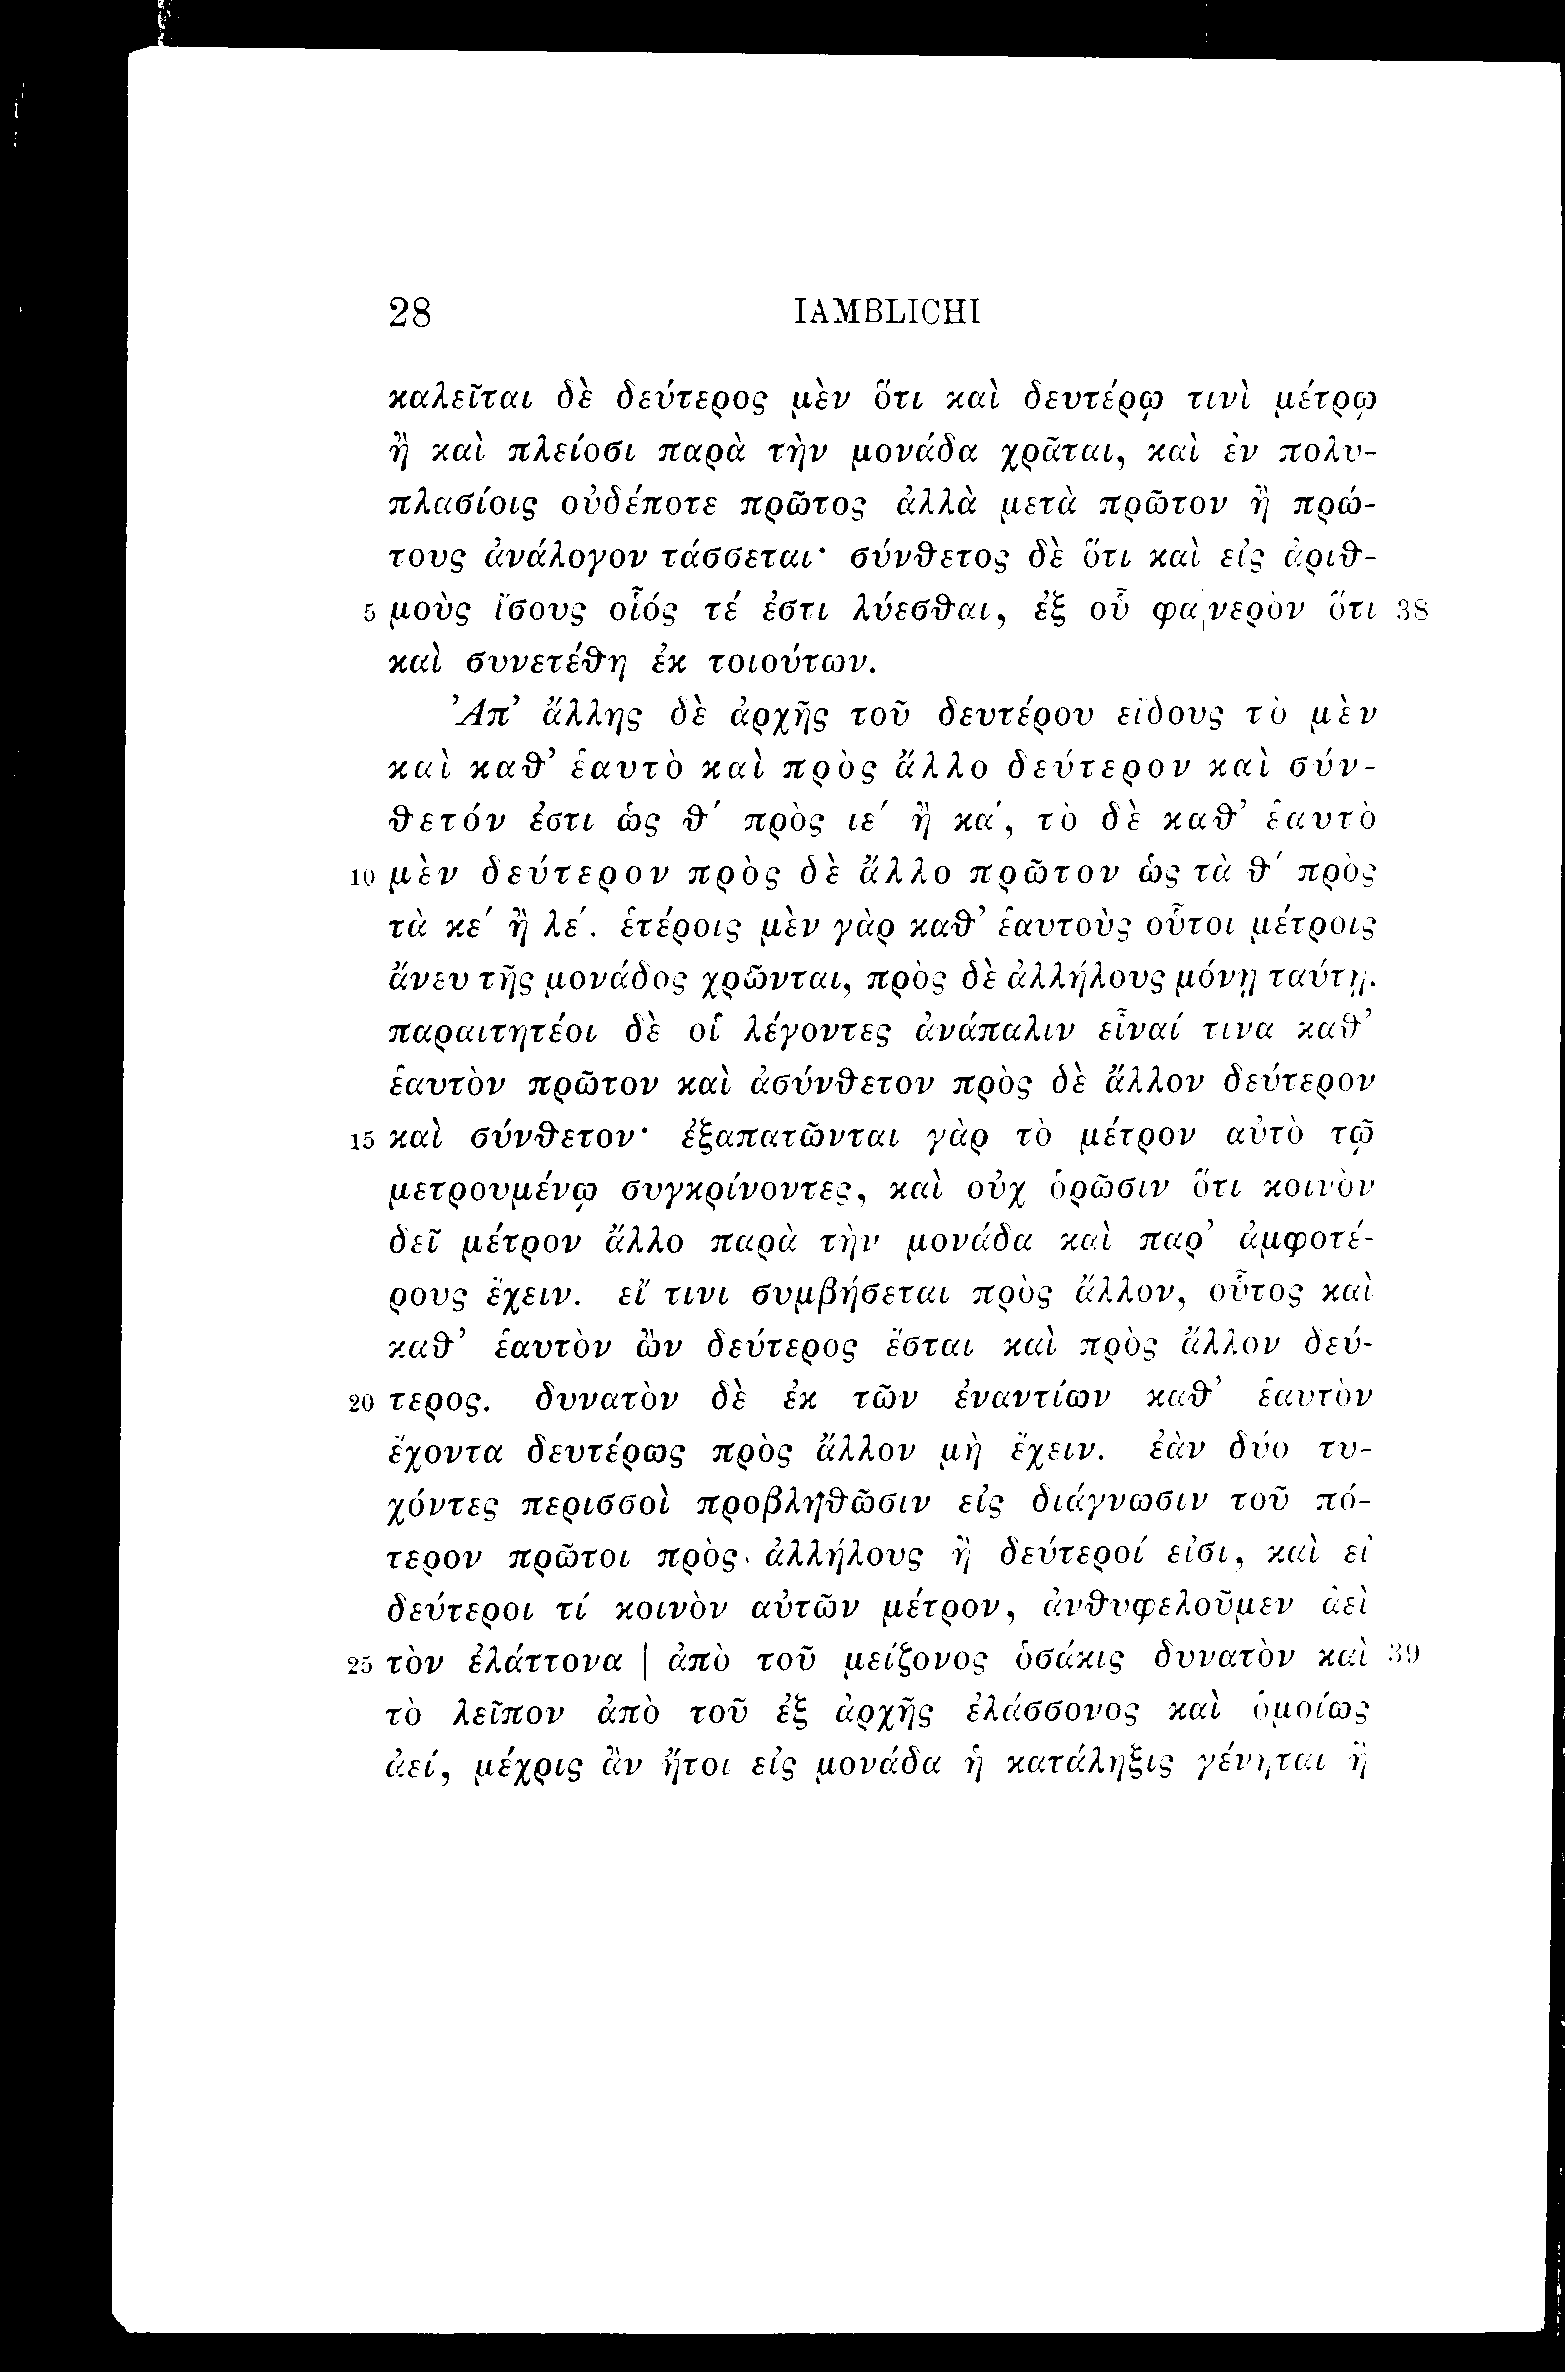 28 IAMBLICHI
καλεῖται δὲ δεύτερος μὲν ὅτι καὶ δευτέρῳ τινὶ μέτρῳ
ἢ καὶ πλείοσι παρὰ τὴν μονάδα χρᾶται, καὶ ἐν πολυ-
πλασίοις οὐδέποτε πρῶτος ἀλλὰ μετὰ πρῶτον ἢ πρώ-
τους ἀνάλογον τάσσεται· σύνθετος δὲ ὅτι καὶ εἰς ἀριθ-
5 μοὺς ἴσους οἷός τέ ἐστι λύεσθαι, ἐξ οὗ φα|νερὸν ὅτι 38
καὶ συνετέθη ἐκ τοιούτων.
Ἀπ’ ἄλλης δὲ ἀρχῆς τοῦ δευτέρου εἴδους τὸ μὲν
καὶ καθ’ ἑαυτὸ καὶ πρὸς ἄλλο δεύτερον καὶ σύν-
θετόν ἐστι ὡς θ′ πρὸς ιε′ ἢ κα′, τὸ δὲ καθ’ ἑαυτὸ
10 μὲν δεύτερον πρὸς δὲ ἄλλο πρῶτον ὡς τὰ θ′ πρὸς
τὰ κε′ ἢ λε′. ἑτέροις μὲν γὰρ καθ’ ἑαυτοὺς οὗτοι μέτροις
ἄνευ τῆς μονάδος χρῶνται, πρὸς δὲ ἀλλήλους μόνῃ ταύτῃ.
παραιτητέοι δὲ οἱ λέγοντες ἀνάπαλιν εἶναί τινα καθ’
ἑαυτὸν πρῶτον καὶ ἀσύνθετον πρὸς δὲ ἄλλον δεύτερον
15 καὶ σύνθετον· ἐξαπατῶνται γὰρ τὸ μέτρον αὐτὸ τῷ
μετρουμένῳ συγκρίνοντες, καὶ οὐχ ὁρῶσιν ὅτι κοινὸν
δεῖ μέτρον ἄλλο παρὰ τὴν μονάδα καὶ παρ’ ἀμφοτέ-
ρους ἔχειν. εἴ τινι συμβήσεται πρὸς ἄλλον, οὗτος καὶ
καθ’ ἑαυτὸν ὢν δεύτερος ἔσται καὶ πρὸς ἄλλον δεύ-
20 τερος. δυνατὸν δὲ ἐκ τῶν ἐναντίων καθ’ ἑαυτὸν
ἔχοντα δευτέρως πρὸς ἄλλον μὴ ἔχειν. ἐὰν δύο τυ-
χόντες περισσοὶ προβληθῶσιν εἰς διάγνωσιν τοῦ πό-
τερον πρῶτοι πρὸς ἀλλήλους ἢ δεύτεροί εἰσι, καὶ εἰ
δεύτεροι τί κοινὸν αὐτῶν μέτρον, ἀνθυφελοῦμεν ἀεὶ
25 τὸν ἐλάττονα | ἀπὸ τοῦ μείζονος ὁσάκις δυνατὸν καὶ 39
τὸ λεῖπον ἀπὸ τοῦ ἐξ ἀρχῆς ἐλάσσονος καὶ ὁμοίως
ἀεί, μέχρις ἂν ἤτοι εἰς μονάδα ἡ κατάληξις γένηται ἢ